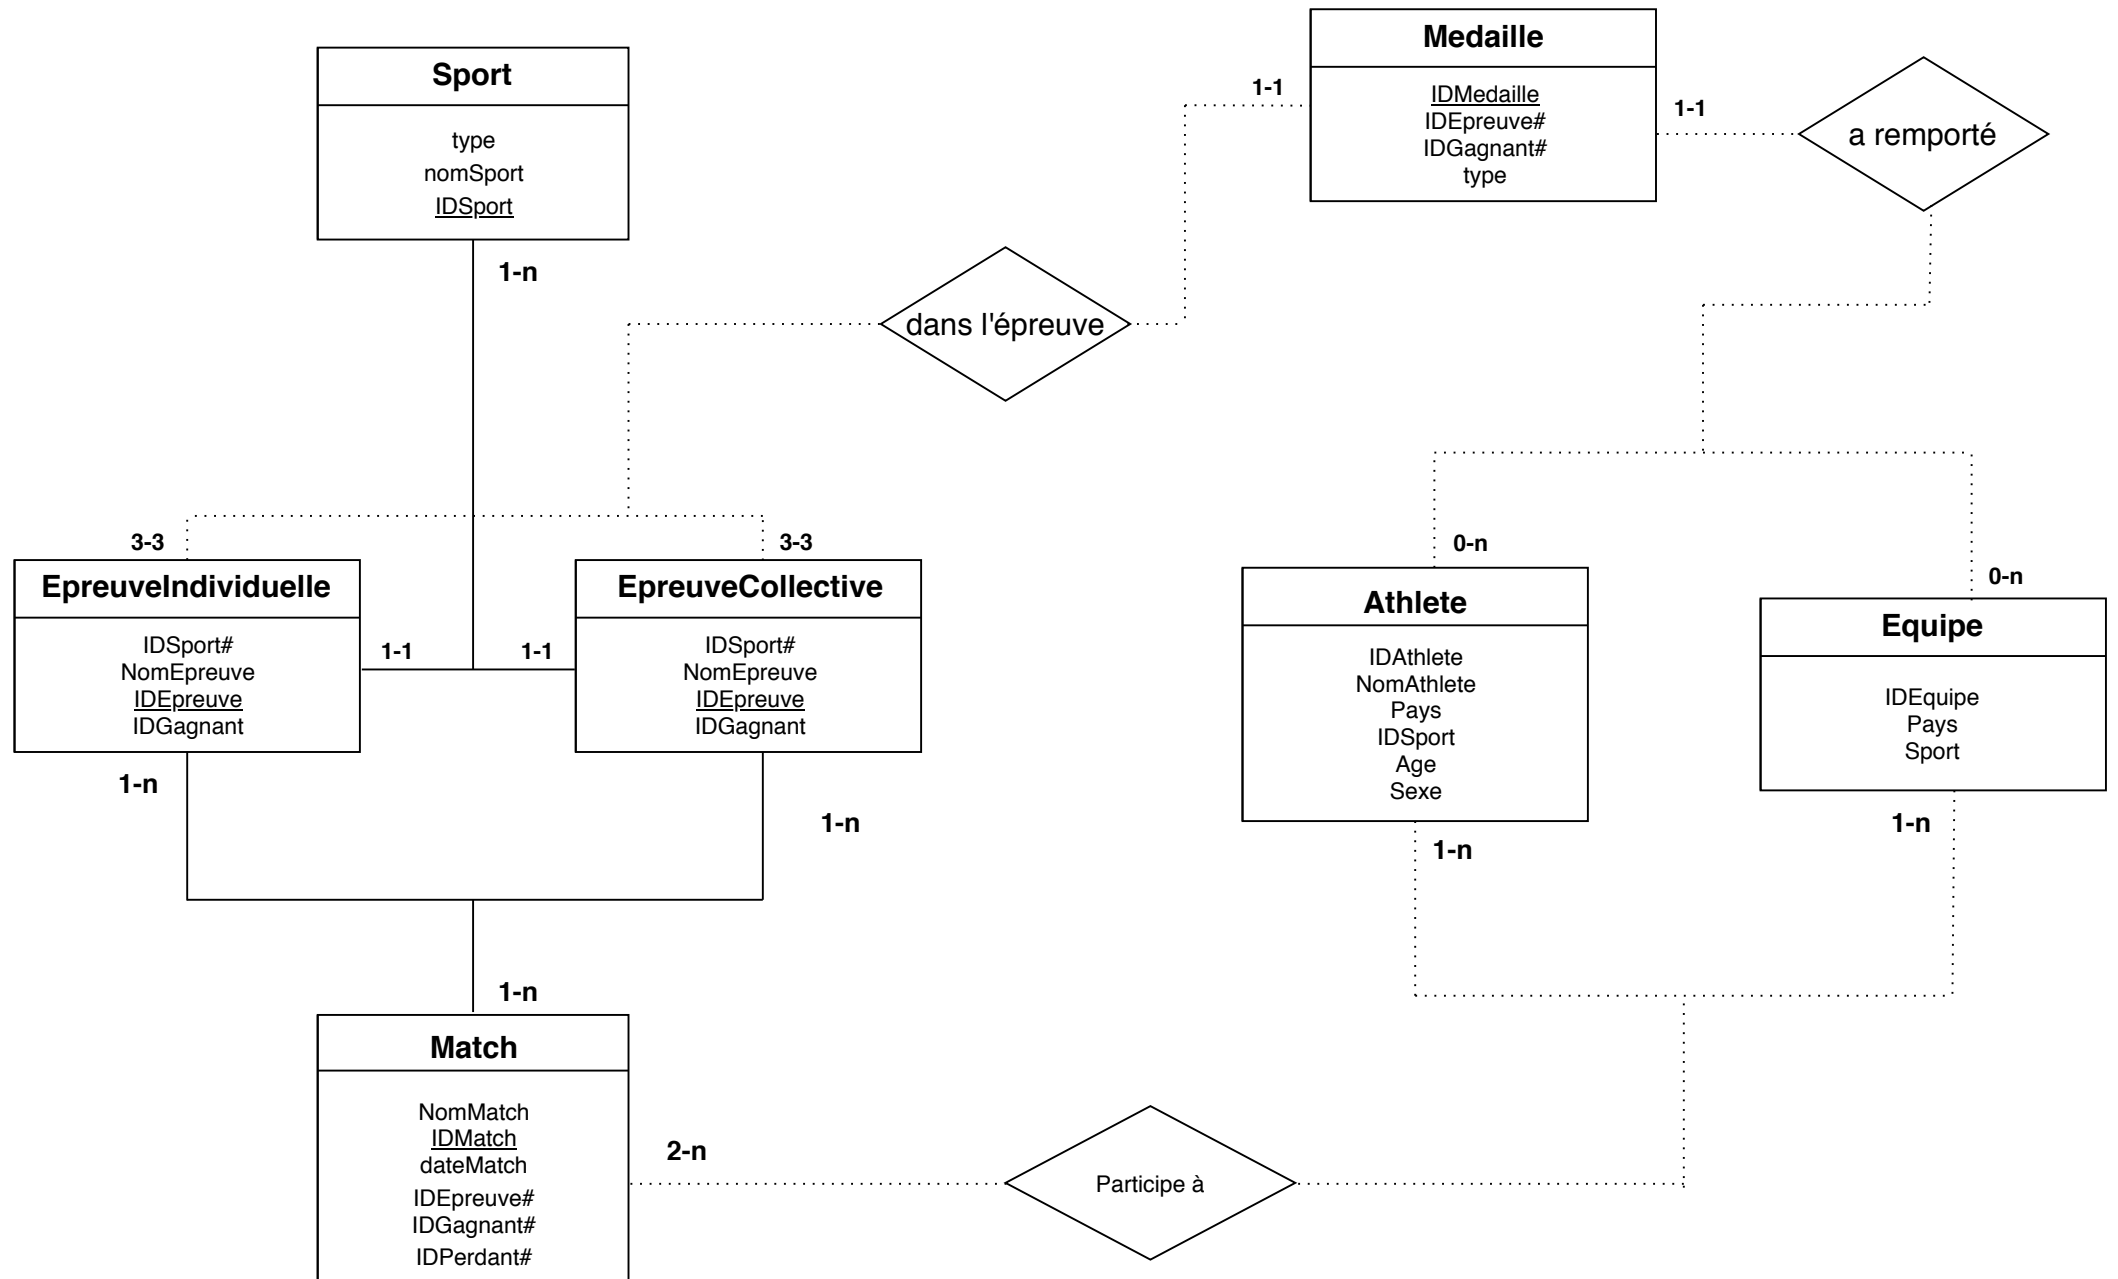 Sport
type
nomSport
IDSport
1-n
Medaille
IDMedaille
IDEpreuve#
IDGagnant#
type
1-1
1-1
a remporté
dans l'épreuve
3-3
3-3
EpreuveIndividuelle
IDSport#
NomEpreuve
IDEpreuve
IDGagnant
1-1
1-1
EpreuveCollective
IDSport#
NomEpreuve
IDEpreuve
IDGagnant
0-n
Athlete
IDAthlete
NomAthlete
Pays
IDSport
Age
Sexe
0-n
Equipe
IDEquipe
Pays
Sport
1-n
1-n
1-n
1-n
1-n
Match
NomMatch
IDMatch
dateMatch
IDEpreuve#
IDGagnant#
IDPerdant#
2-n
Participe à